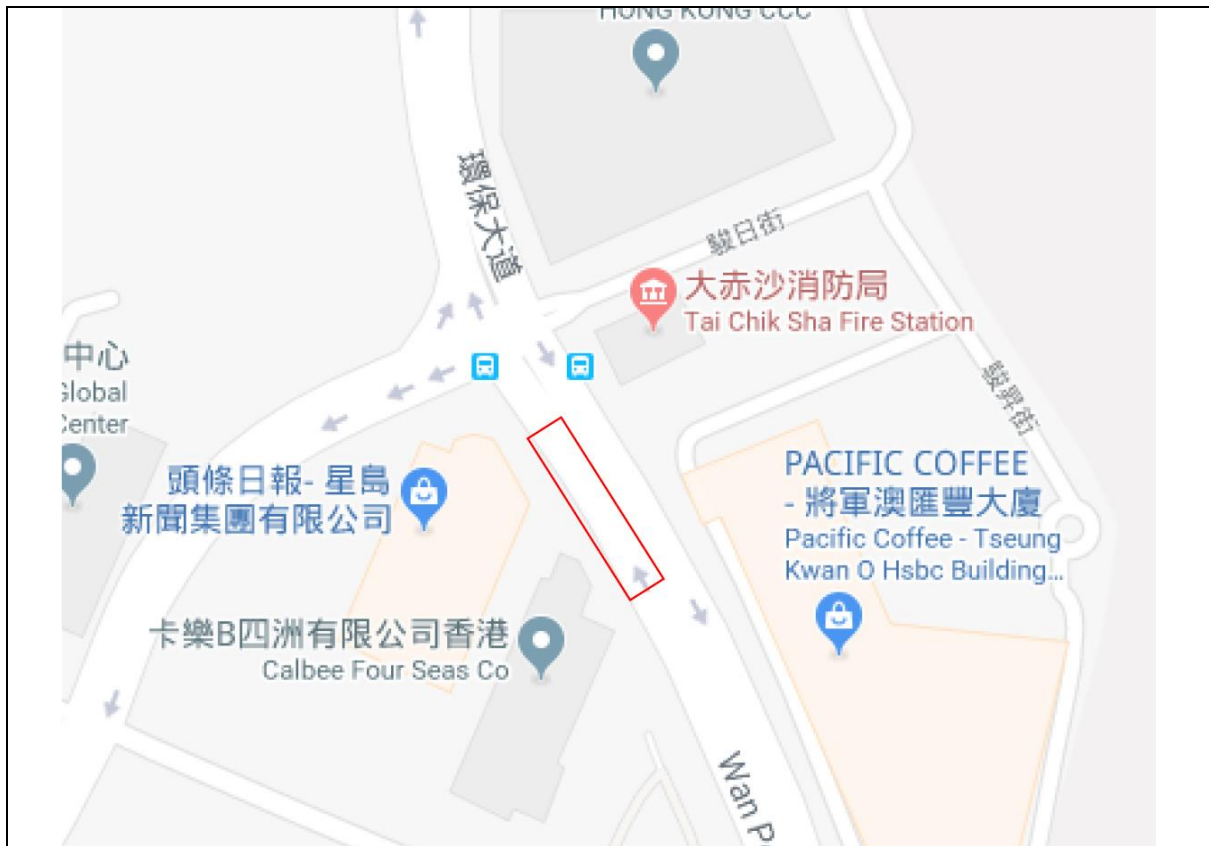 HONG KONG CCC
環保大道
駿日街
大赤沙消防局
Tai Chik Sha Fire Station
中心
Global
Center
駿昇街
頭條日報- 星島
新聞集團有限公司
PACIFIC COFFEE
- 將軍澳匯豐大廈
Pacific Coffee - Tseung
Kwan O Hsbc Building...
卡樂B四洲有限公司香港
Calbee Four Seas Co
Wan P